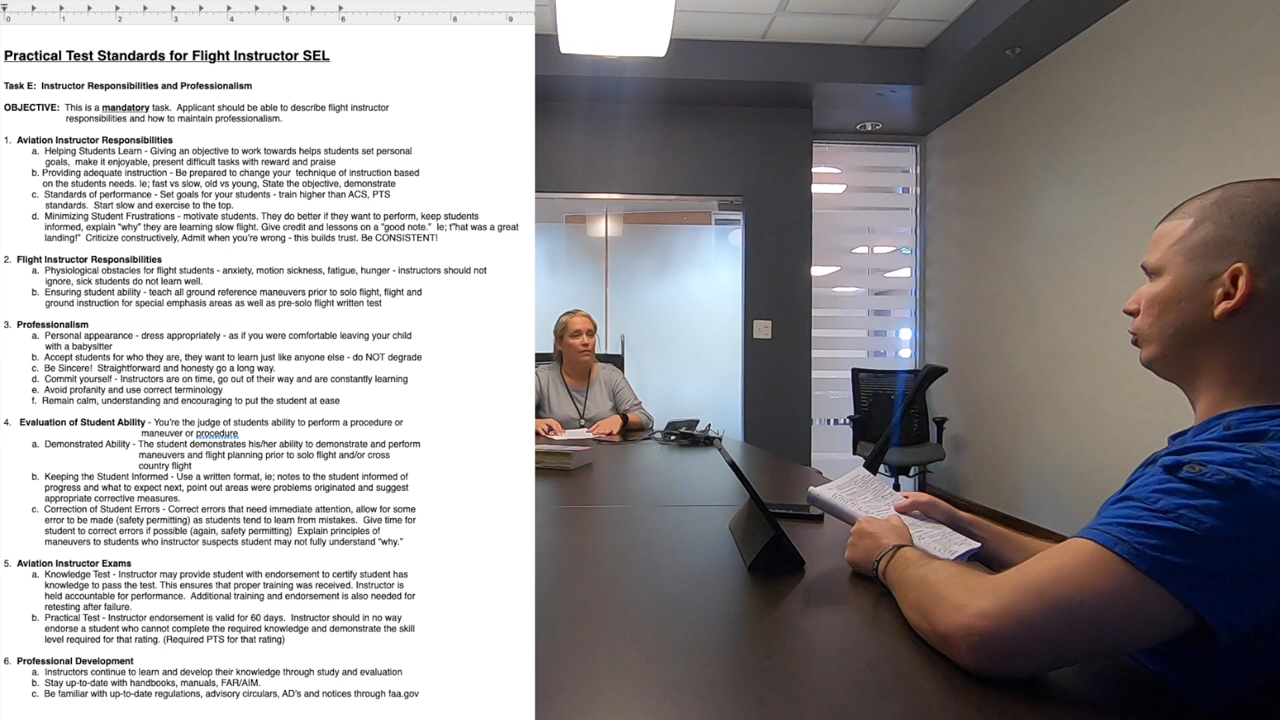 0 1 2 3 4 5 6 7 8 9
Practical Test Standards for Flight Instructor SEL
Task E: Instructor Responsibilities and Professionalism
OBJECTIVE: This is a mandatory task. Applicant should be able to describe flight instructor
responsibilities and how to maintain professionalism.
1. Aviation Instructor Responsibilities
a. Helping Students Learn - Giving an objective to work towards helps students set personal
goals, make it enjoyable, present difficult tasks with reward and praise
b. Providing adequate instruction - Be prepared to change your technique of instruction based
on the students needs. ie; fast vs slow, old vs young, State the objective, demonstrate
c. Standards of performance - Set goals for your students - train higher than ACS, PTS
standards. Start slow and exercise to the top.
d. Minimizing Student Frustrations - motivate students. They do better if they want to perform, keep students
informed, explain "why" they are learning slow flight. Give credit and lessons on a "good note." Ie; t"hat was a great
landing!" Criticize constructively, Admit when you're wrong - this builds trust. Be CONSISTENT!
2. Flight Instructor Responsibilities
a. Physiological obstacles for flight students - anxiety, motion sickness, fatigue, hunger - instructors should not
ignore, sick students do not learn well.
b. Ensuring student ability - teach all ground reference maneuvers prior to solo flight, flight and
ground instruction for special emphasis areas as well as pre-solo flight written test
3. Professionalism
a. Personal appearance - dress appropriately - as if you were comfortable leaving your child
with a babysitter
b. Accept students for who they are, they want to learn just like anyone else - do NOT degrade
c. Be Sincere! Straightforward and honesty go a long way.
d. Commit yourself - Instructors are on time, go out of their way and are constantly learning
e. Avoid profanity and use correct terminology
f. Remain calm, understanding and encouraging to put the student at ease
4. Evaluation of Student Ability - You're the judge of students ability to perform a procedure or
maneuver or procedure
a. Demonstrated Ability - The student demonstrates his/her ability to demonstrate and perform
maneuvers and flight planning prior to solo flight and/or cross
country flight
b. Keeping the Student Informed - Use a written format, ie; notes to the student informed of
progress and what to expect next, point out areas were problems originated and suggest
appropriate corrective measures.
c. Correction of Student Errors - Correct errors that need immediate attention, allow for some
error to be made (safety permitting) as students tend to learn from mistakes. Give time for
student to correct errors if possible (again, safety permitting) Explain principles of
maneuvers to students who instructor suspects student may not fully understand "why."
5. Aviation Instructor Exams
a. Knowledge Test - Instructor may provide student with endorsement to certify student has
knowledge to pass the test. This ensures that proper training was received. Instructor is
held accountable for performance. Additional training and endorsement is also needed for
retesting after failure.
b. Practical Test - Instructor endorsement is valid for 60 days. Instructor should in no way
endorse a student who cannot complete the required knowledge and demonstrate the skill
level required for that rating. (Required PTS for that rating)
6. Professional Development
a. Instructors continue to learn and develop their knowledge through study and evaluation
b. Stay up-to-date with handbooks, manuals, FAR/AIM.
c. Be familiar with up-to-date regulations, advisory circulars, AD's and notices through faa.gov